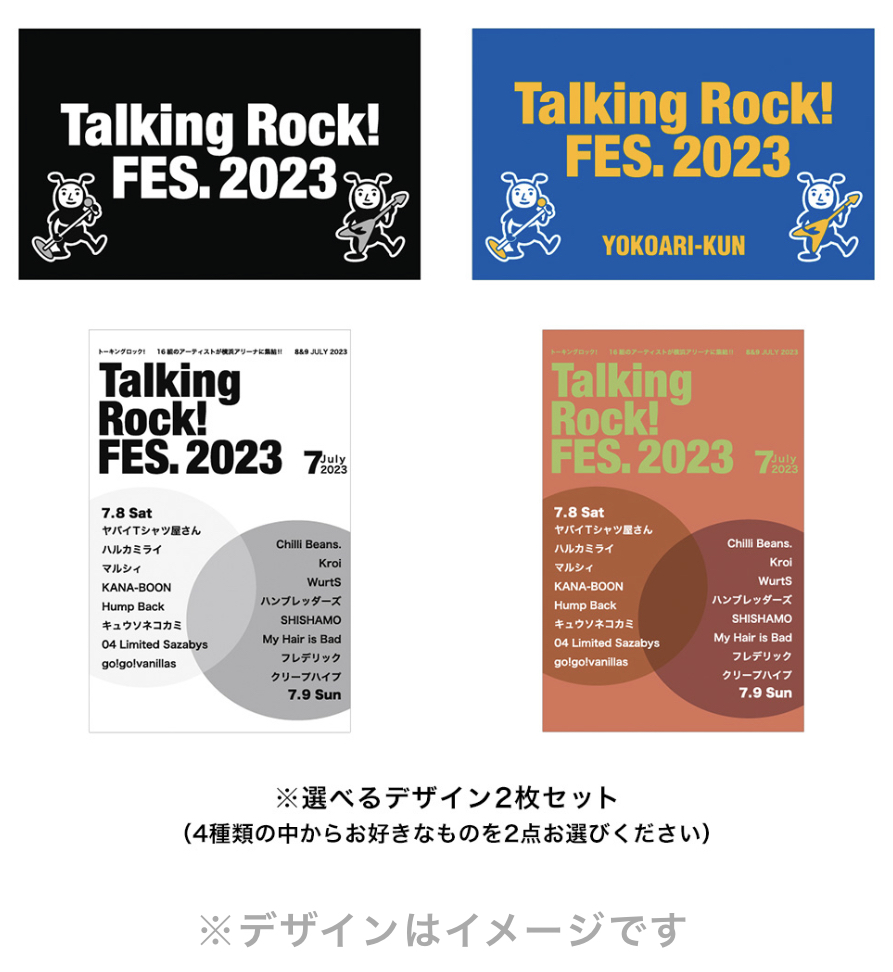 Talking Rock!
FES. 2023
Talking Rock!
FES. 2023
YOKOARI-KUN
トーキングロック! 16組のアーティストが横浜アリーナに集結!! 8&9 JULY 2023
Talking
Rock!
FES. 2023
7 July 2023
7.8 Sat
ヤバイTシャツ屋さん
ハルカミライ
マルシィ
KANA-BOON
Hump Back
キュウソネコカミ
04 Limited Sazabys
go!go!vanillas
Chilli Beans.
Kroi
WurtS
ハンブレッダーズ
SHISHAMO
My Hair is Bad
フレデリック
クリープハイプ
7.9 Sun
トーキングロック! 16組のアーティストが横浜アリーナに集結!! 8&9 JULY 2023
Talking
Rock!
FES. 2023
7 July 2023
7.8 Sat
ヤバイTシャツ屋さん
ハルカミライ
マルシィ
KANA-BOON
Hump Back
キュウソネコカミ
04 Limited Sazabys
go!go!vanillas
Chilli Beans.
Kroi
WurtS
ハンブレッダーズ
SHISHAMO
My Hair is Bad
フレデリック
クリープハイプ
7.9 Sun
※選べるデザイン2枚セット
（4種類の中からお好きなものを2点お選びください）
※デザインはイメージです